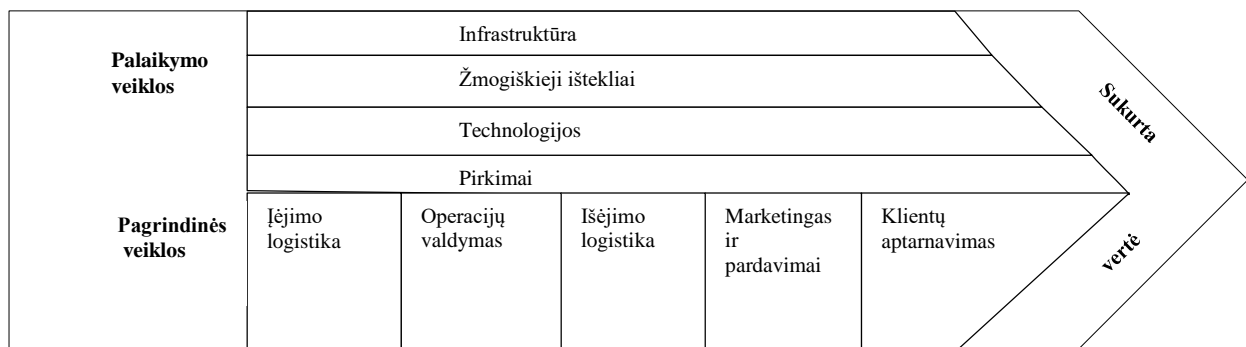 Palaikymo
veiklos
Infrastruktūra
Žmogiškieji ištekliai
Technologijos
Pirkimai
Pagrindinės
veiklos
Įėjimo
logistika
Operacijų
valdymas
Išėjimo
logistika
Marketingas
ir
pardavimai
Klientų
aptarnavimas
Sukurta
vertė